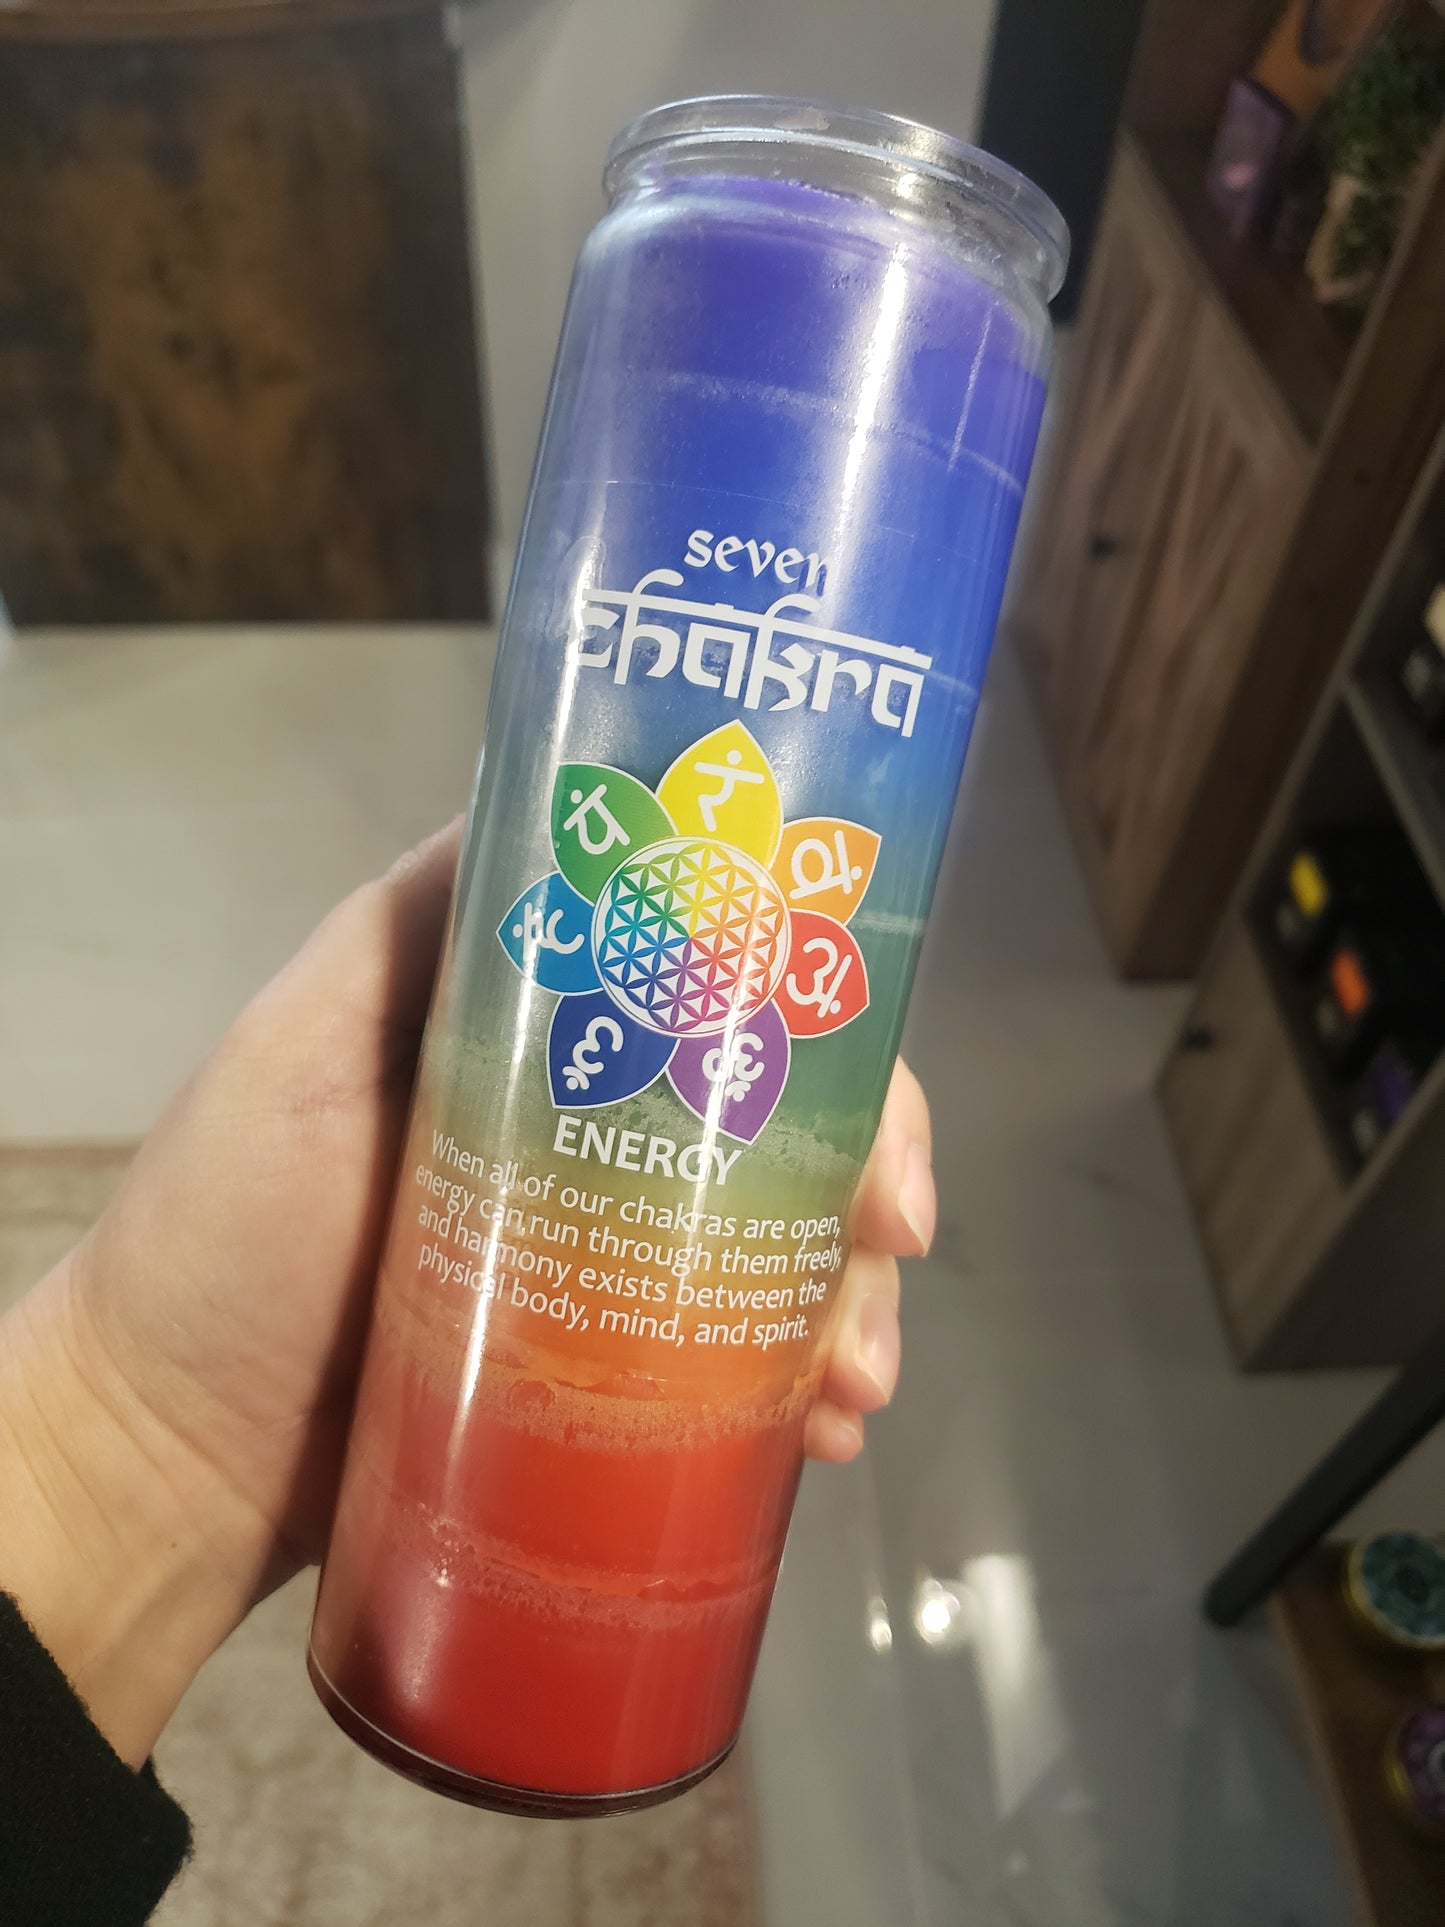 seven
chakra
रं
यं
वं
हं
लं
ॐ
ॐ
ENERGY
When all of our chakras are open,
energy can run through them freely,
and harmony exists between the
physical body, mind, and spirit.